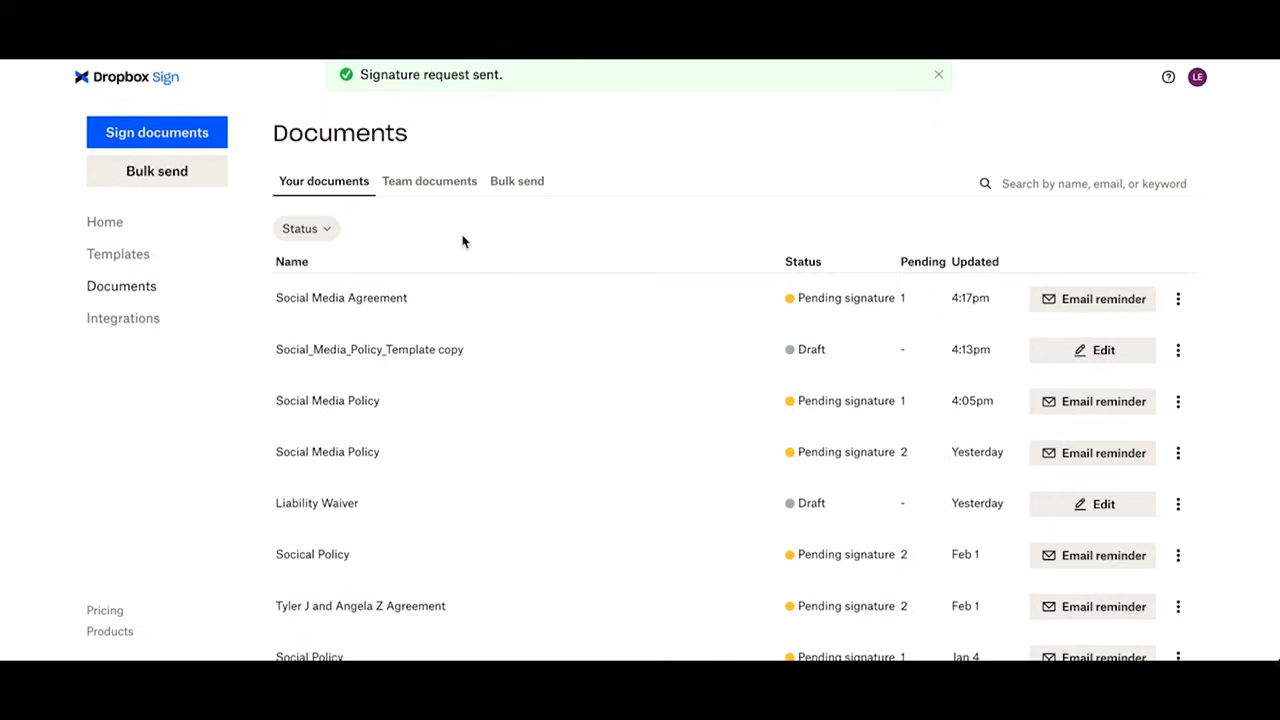 Dropbox Sign
Signature request sent.
LE
Sign documents
Bulk send
Home
Templates
Documents
Integrations
Pricing
Products
Documents
Your documents Team documents Bulk send
Search by name, email, or keyword
Status
Name Status Pending Updated
Social Media Agreement Pending signature 1 4:17pm Email reminder
Social_Media_Policy_Template copy Draft - 4:13pm Edit
Social Media Policy Pending signature 1 4:05pm Email reminder
Social Media Policy Pending signature 2 Yesterday Email reminder
Liability Waiver Draft - Yesterday Edit
Socical Policy Pending signature 2 Feb 1 Email reminder
Tyler J and Angela Z Agreement Pending signature 2 Feb 1 Email reminder
Social Policy Pending signature 1 Jan 4 Email reminder